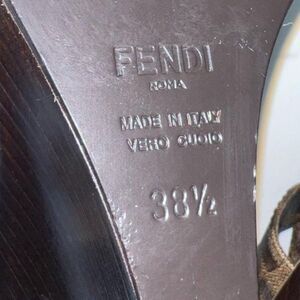 FENDI
ROMA
MADE IN ITALY
VERO CUOIO
38½